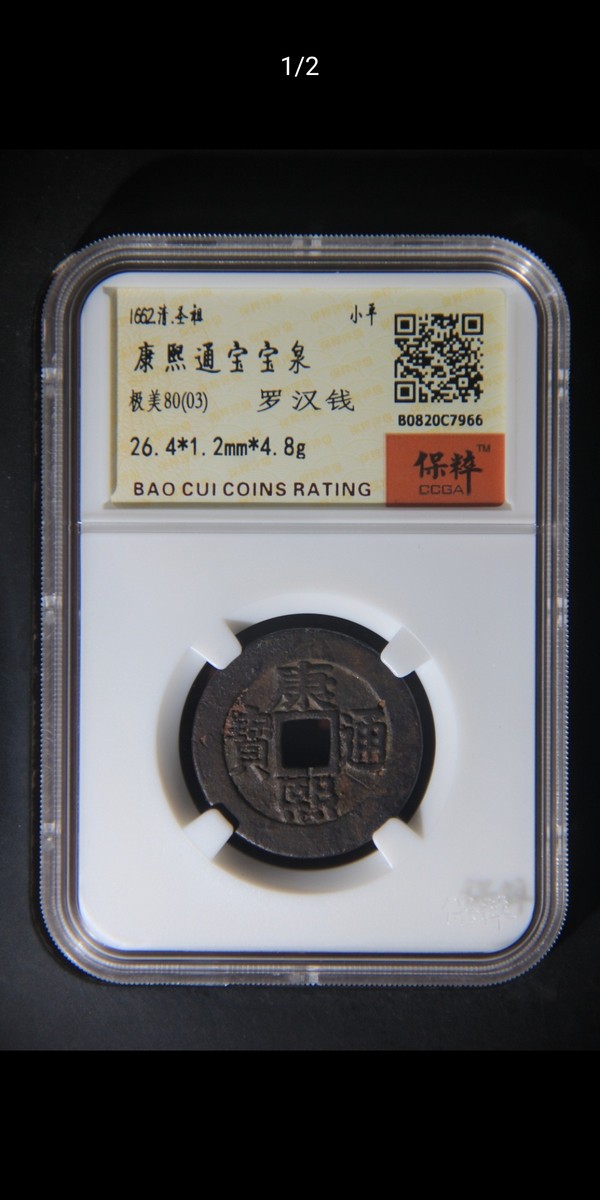 1/2
1662清.圣祖 小平
康熙通宝宝泉
极美80(03) 罗汉钱
B0820C7966
26.4*1.2mm*4.8g
保粹™
CCGA
BAO CUI COINS RATING
康
寶 通
熙